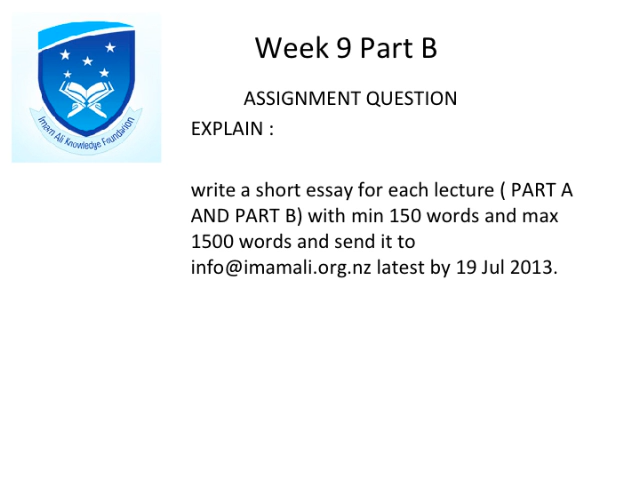 Week 9 Part B
Imam Ali Knowledge Foundation
ASSIGNMENT QUESTION
EXPLAIN :
write a short essay for each lecture ( PART A
AND PART B) with min 150 words and max
1500 words and send it to
info@imamali.org.nz latest by 19 Jul 2013.